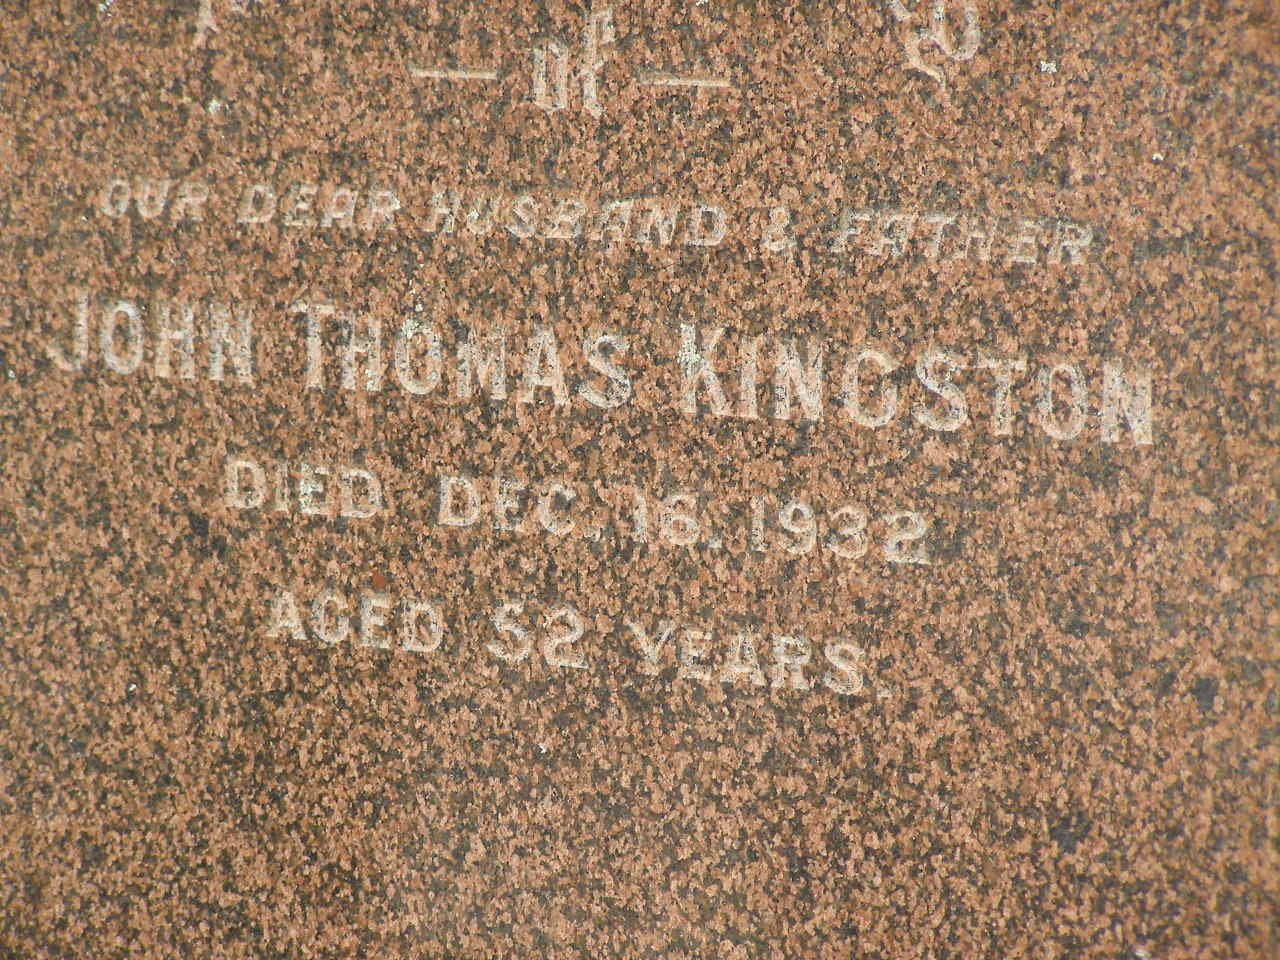 — of —
OUR DEAR HUSBAND & FATHER
JOHN THOMAS KINGSTON
DIED DEC. 16. 1932
AGED 52 YEARS.